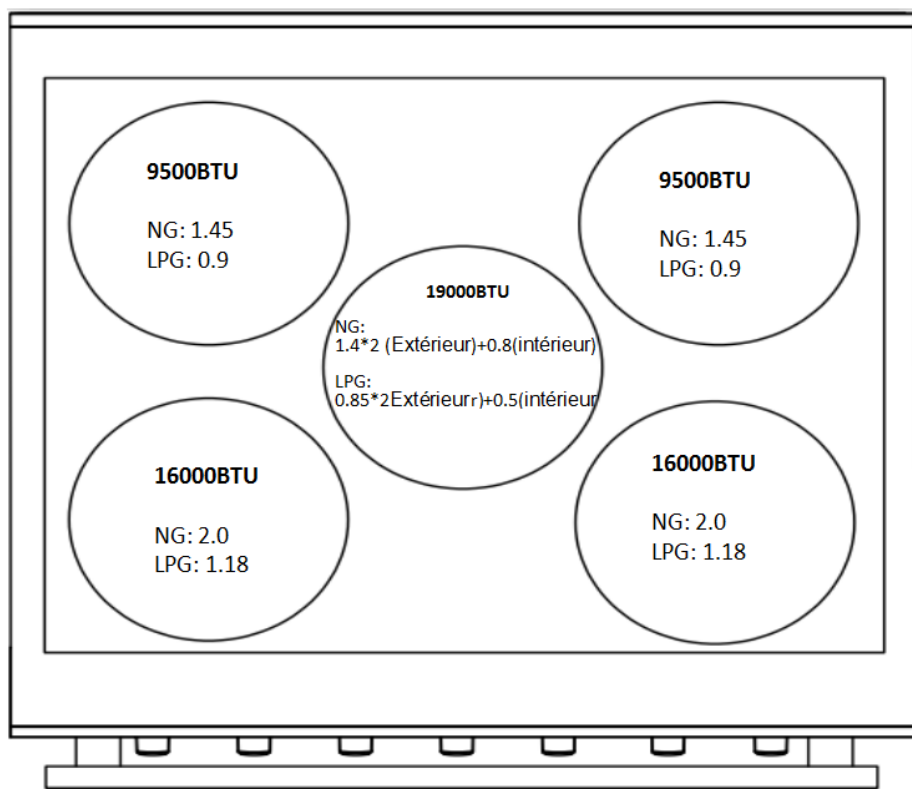 9500BTU
NG: 1.45
LPG: 0.9
9500BTU
NG: 1.45
LPG: 0.9
19000BTU
NG:
1.4*2 (Extérieur)+0.8(intérieur)
LPG:
0.85*2Extérieurr)+0.5(intérieur
16000BTU
NG: 2.0
LPG: 1.18
16000BTU
NG: 2.0
LPG: 1.18